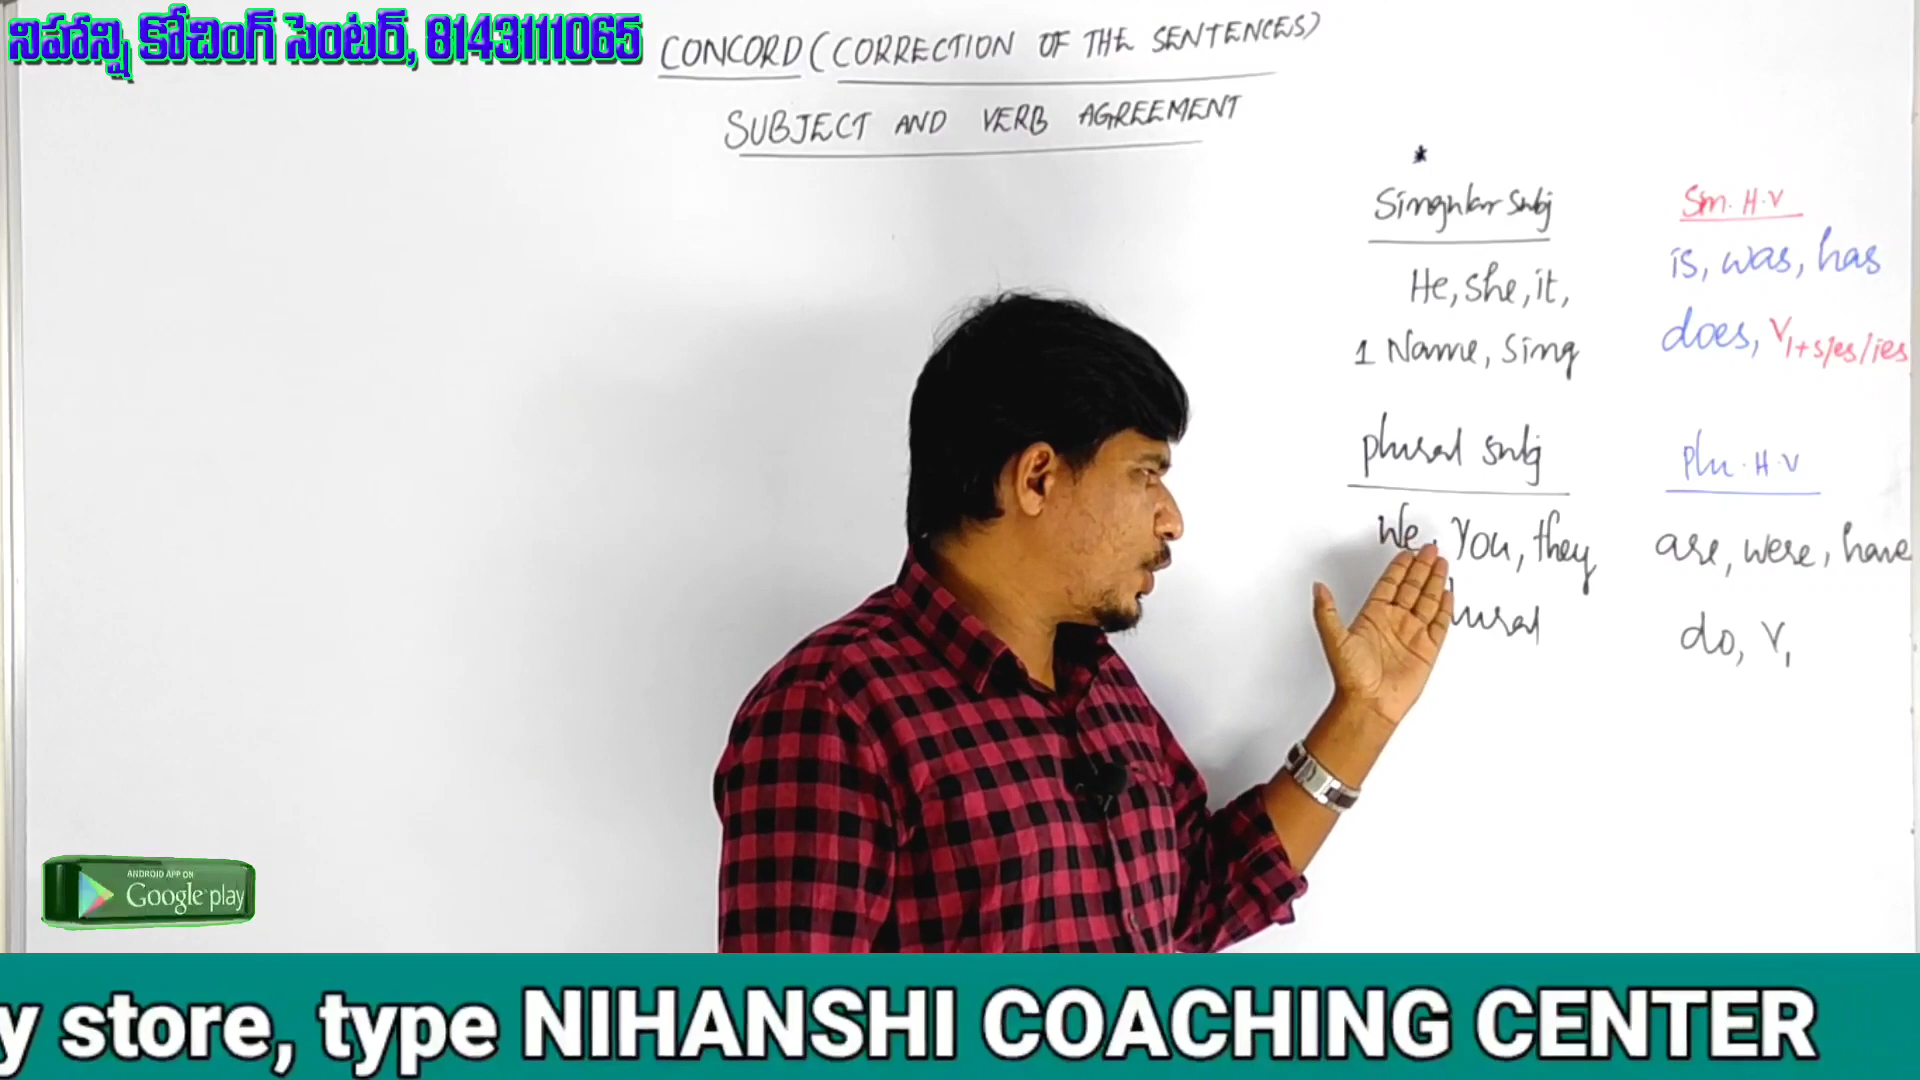 నిహాన్షి కోచింగ్ సెంటర్, 8143111065
CONCORD (CORRECTION OF THE SENTENCES)
SUBJECT AND VERB AGREEMENT
*
Singular Subj
Sm. H.V
He, she, it,
is, was, has
1 Name, Sing
does, V1+s/es/ies
plural subj
Plu. H.V
We, You, they
are, were, have
do, V1
ANDROID APP ON
Google play
y store, type NIHANSHI COACHING CENTER